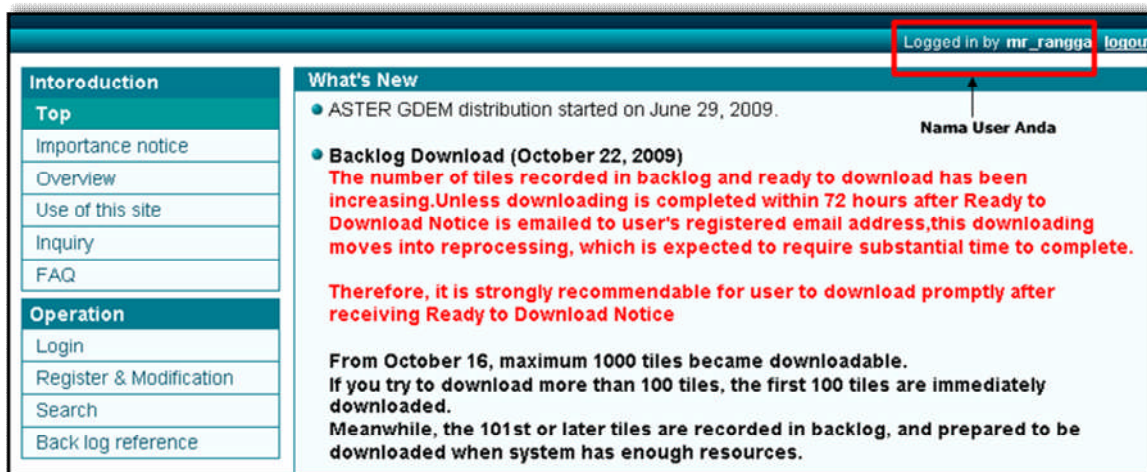 Logged in by mr_rangga logout
Nama User Anda
Intoroduction
Top
Importance notice
Overview
Use of this site
Inquiry
FAQ
Operation
Login
Register & Modification
Search
Back log reference
What's New
ASTER GDEM distribution started on June 29, 2009.
Backlog Download (October 22, 2009)
The number of tiles recorded in backlog and ready to download has been
increasing.Unless downloading is completed within 72 hours after Ready to
Download Notice is emailed to user's registered email address,this downloading
moves into reprocessing, which is expected to require substantial time to complete.
Therefore, it is strongly recommendable for user to download promptly after
receiving Ready to Download Notice
From October 16, maximum 1000 tiles became downloadable.
If you try to download more than 100 tiles, the first 100 tiles are immediately
downloaded.
Meanwhile, the 101st or later tiles are recorded in backlog, and prepared to be
downloaded when system has enough resources.